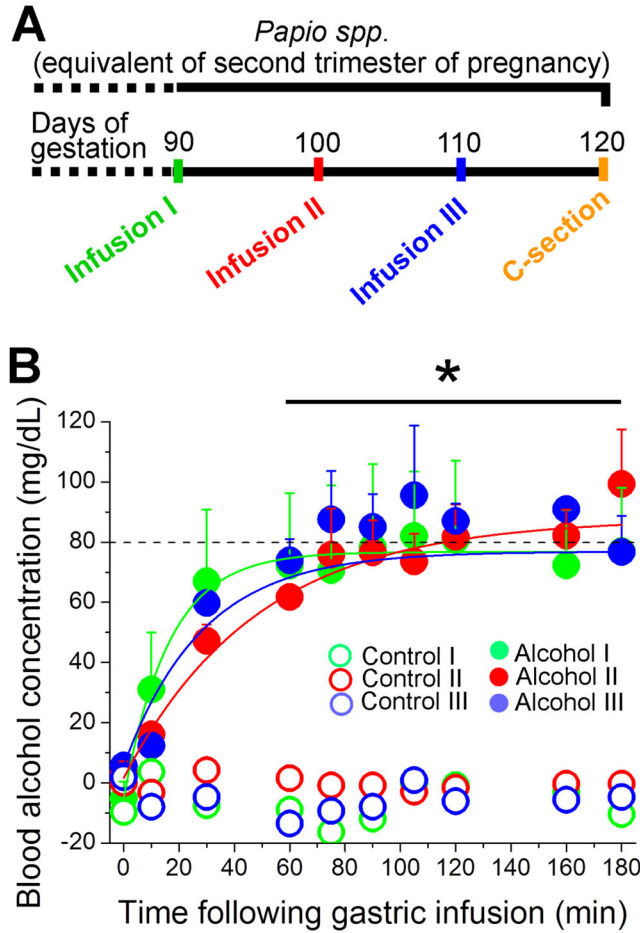 A
Papio spp.
(equivalent of second trimester of pregnancy)
Days of
gestation
90 100 110 120
Infusion I
Infusion II
Infusion III
C-section
B
*
Blood alcohol concentration (mg/dL)
120
100
80
60
40
20
0
-20
Control I
Control II
Control III
Alcohol I
Alcohol II
Alcohol III
0 20 40 60 80 100 120 140 160 180
Time following gastric infusion (min)